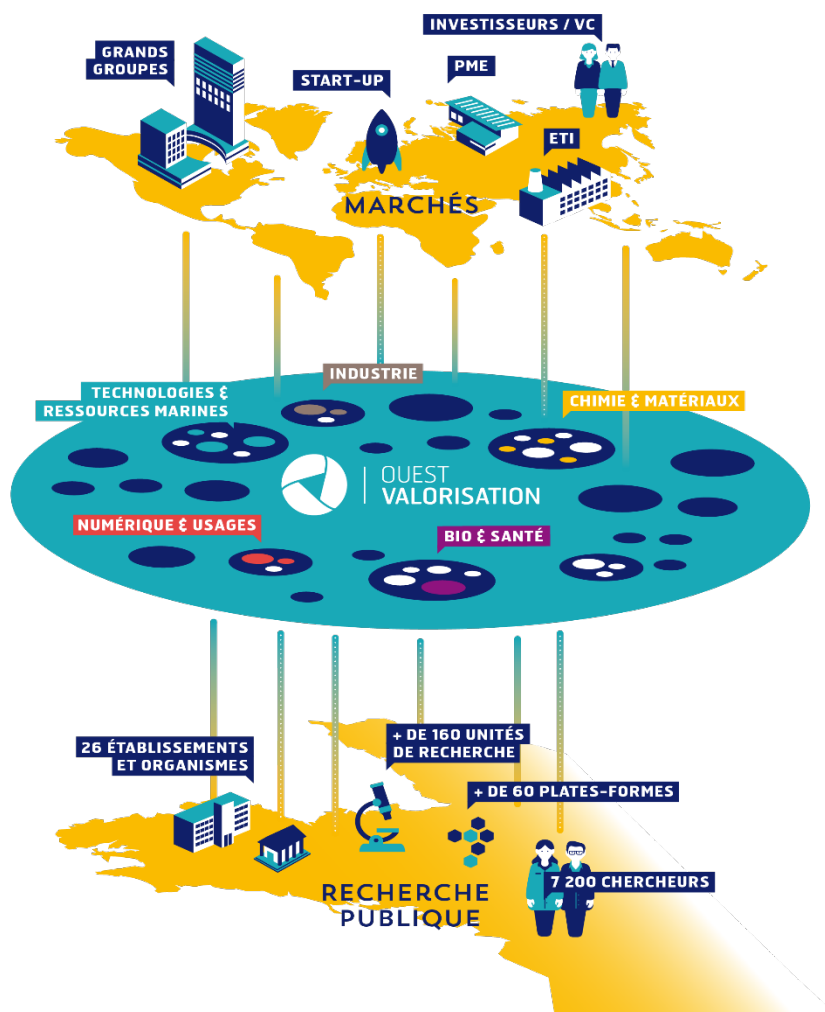 INVESTISSEURS / VC
GRANDS
GROUPES
START-UP
PME
ETI
MARCHÉS
INDUSTRIE
TECHNOLOGIES &
RESSOURCES MARINES
CHIMIE & MATÉRIAUX
OUEST
VALORISATION
NUMÉRIQUE & USAGES
BIO & SANTÉ
+ DE 160 UNITÉS
DE RECHERCHE
26 ÉTABLISSEMENTS
ET ORGANISMES
+ DE 60 PLATES-FORMES
7 200 CHERCHEURS
RECHERCHE
PUBLIQUE